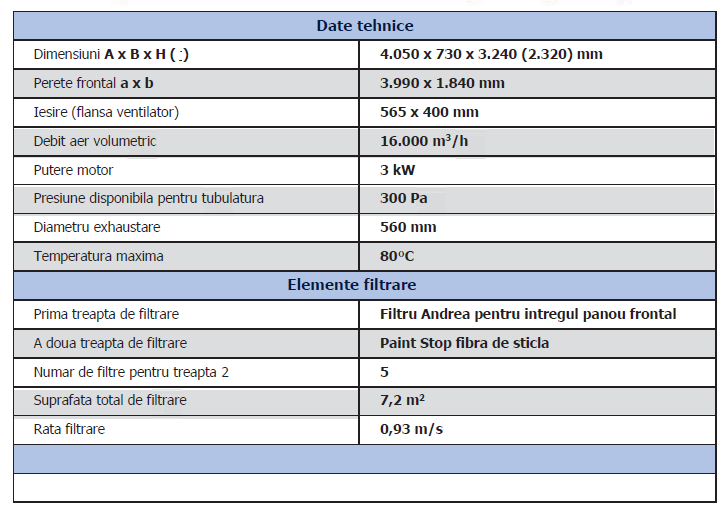 Date tehnice
Dimensiuni A x B x H ( :) 4.050 x 730 x 3.240 (2.320) mm
Perete frontal a x b 3.990 x 1.840 mm
Iesire (flansa ventilator) 565 x 400 mm
Debit aer volumetric 16.000 m³/h
Putere motor 3 kW
Presiune disponibila pentru tubulatura 300 Pa
Diametru exhaustare 560 mm
Temperatura maxima 80°C
Elemente filtrare
Prima treapta de filtrare Filtru Andrea pentru intregul panou frontal
A doua treapta de filtrare Paint Stop fibra de sticla
Numar de filtre pentru treapta 2 5
Suprafata total de filtrare 7,2 m²
Rata filtrare 0,93 m/s